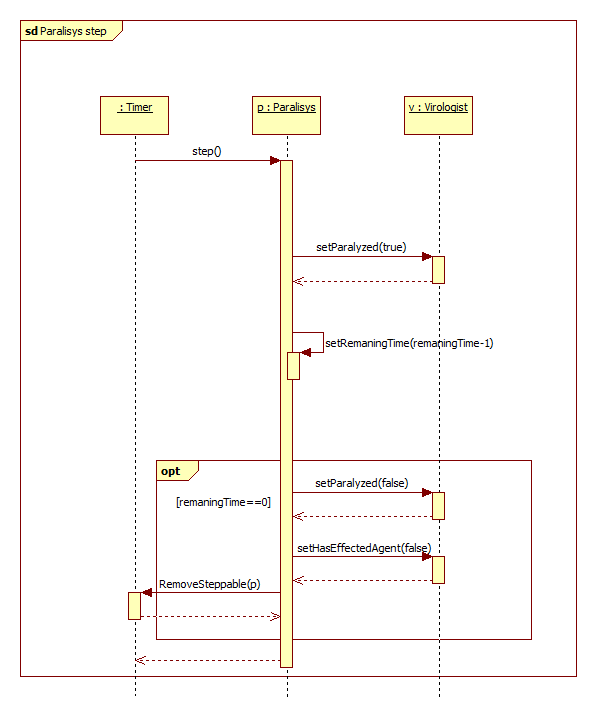 sd Paralisys step
: Timer
p : Paralisys
v : Virologist
step()
setParalyzed(true)
setRemaningTime(remaningTime-1)
opt
setParalyzed(false)
[remaningTime==0]
setHasEffectedAgent(false)
RemoveSteppable(p)